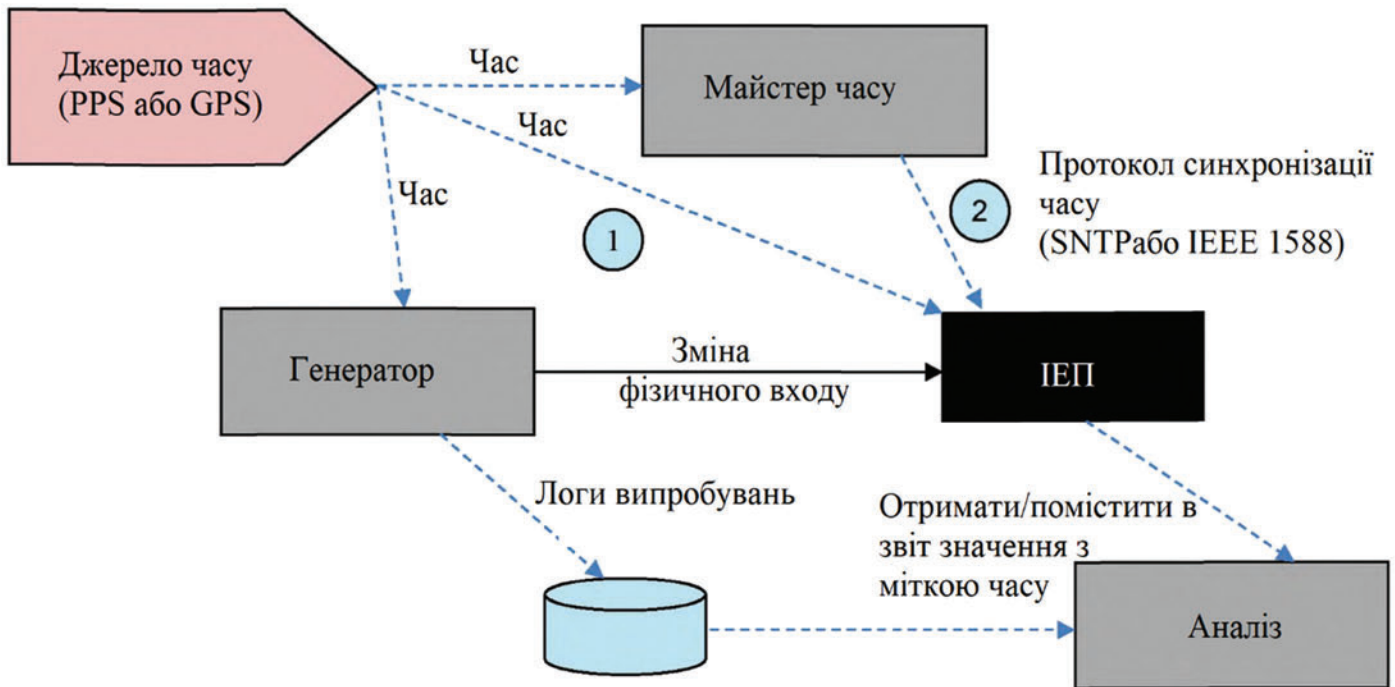 Джерело часу
(PPS або GPS)
Час
Майстер часу
Час
Час
1
2
Протокол синхронізації
часу
(SNTPабо IEEE 1588)
Генератор
Зміна
фізичного входу
ІЕП
Логи випробувань
Отримати/помістити в
звіт значення з
міткою часу
Аналіз